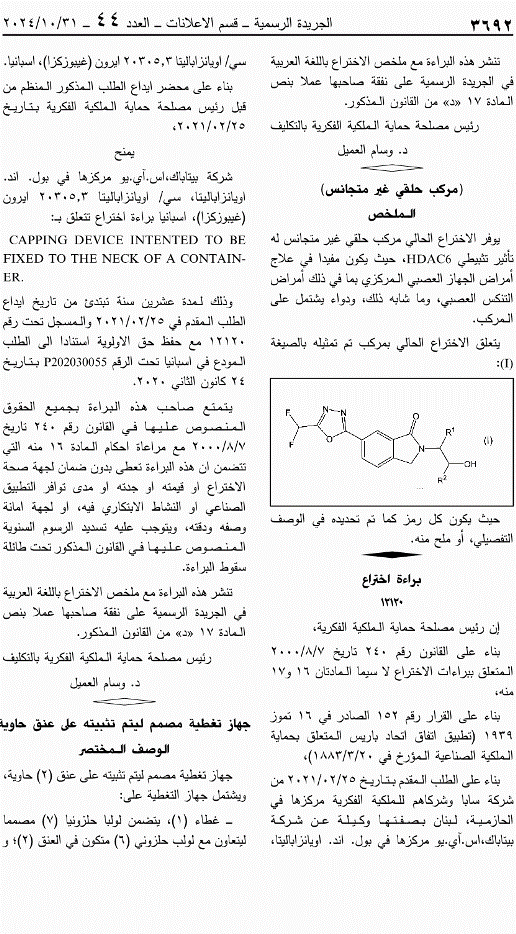 ٣٦٩٢
الجريدة الرسمية ــ قسم الاعلانات ــ العدد ٤٤ ــ ٢٠٢٤/١٠/٣١
تنشر هذه البراءة مع ملخص الاختراع باللغة العربية
في الجريدة الرسمية على نفقة صاحبها عملا بنص
المادة ١٧ «د» من القانون المذكور.
رئيس مصلحة حماية الملكية الفكرية بالتكليف
د. وسام العميل
(مركب حلقي غير متجانس)
الملخص
يوفر الاختراع الحالي مركب حلقي غير متجانس له
تأثير تثبيطي HDAC6، حيث يكون مفيدا في علاج
أمراض الجهاز العصبي المركزي بما في ذلك أمراض
التنكس العصبي، وما شابه ذلك، ودواء يشتمل على
المركب.
يتعلق الاختراع الحالي بمركب تم تمثيله بالصيغة
(I):
F
F
N
N
O
O
N
R¹
OH
R²
(i)
حيث يكون كل رمز كما تم تحديده في الوصف
التفصيلي، أو ملح منه.
براءة اختراع
١٢١٢٠
إن رئيس مصلحة حماية الملكية الفكرية،
بناء على القانون رقم ٢٤٠ تاريخ ٢٠٠٠/٨/٧
المتعلق ببراءات الاختراع لا سيما المادتان ١٦ و١٧
منه،
بناء على القرار رقم ١٥٢ الصادر في ١٦ تموز
١٩٣٩ (تطبيق اتفاق اتحاد باريس المتعلق بحماية
الملكية الصناعية المؤرخ في ١٨٨٣/٣/٢٠)،
بناء على الطلب المقدم بتاريخ ٢٠٢١/٠٢/٢٥ من
شركة سابا وشركاهم للملكية الفكرية مركزها في
الحازمية، لبنان بصفتها وكيلة عن شركة
بيتاباك،اس.آي.يو مركزها في بول. اند. اويانزاباليتا،
سي/ اويانزاباليتا ٢٠٣٠٥,٣ ايرون (غيبوزكزا)، اسبانيا.
بناء على محضر ايداع الطلب المذكور المنظم من
قبل رئيس مصلحة حماية الملكية الفكرية بتاريخ
٢٠٢١/٠٢/٢٥،
يمنح
شركة بيتاباك،اس.آي.يو مركزها في بول. اند.
اويانزاباليتا، سي/ اويانزاباليتا ٢٠٣٠٥,٣ ايرون
(غيبوزكزا)، اسبانيا براءة اختراع تتعلق بـ:
CAPPING DEVICE INTENTED TO BE
FIXED TO THE NECK OF A CONTAIN-
ER.
وذلك لمدة عشرين سنة تبتدئ من تاريخ ايداع
الطلب المقدم في ٢٠٢١/٠٢/٢٥ والمسجل تحت رقم
١٢١٢٠ مع حفظ حق الاولوية استنادا الى الطلب
المودع في اسبانيا تحت الرقم P202030055 بتاريخ
٢٤ كانون الثاني ٢٠٢٠.
يتمتع صاحب هذه البراءة بجميع الحقوق
المنصوص عليها في القانون رقم ٢٤٠ تاريخ
٢٠٠٠/٨/٧ مع مراعاة احكام المادة ١٦ منه التي
تتضمن ان هذه البراءة تعطى بدون ضمان لجهة صحة
الاختراع او قيمته او جدته او مدى توافر التطبيق
الصناعي او النشاط الابتكاري فيه، او لجهة امانة
وصفه ودقته، ويتوجب عليه تسديد الرسوم السنوية
المنصوص عليها في القانون المذكور تحت طائلة
سقوط البراءة.
تنشر هذه البراءة مع ملخص الاختراع باللغة العربية
في الجريدة الرسمية على نفقة صاحبها عملا بنص
المادة ١٧ «د» من القانون المذكور.
رئيس مصلحة حماية الملكية الفكرية بالتكليف
د. وسام العميل
جهاز تغطية مصمم ليتم تثبيته على عنق حاوية
الوصف المختصر
جهاز تغطية مصمم ليتم تثبيته على عنق (٢) حاوية،
ويشتمل جهاز التغطية على:
ــ غطاء (١)، يتضمن لولبا حلزونيا (٧) مصمما
ليتعاون مع لولب حلزوني (٦) متكون في العنق (٢)؛ و